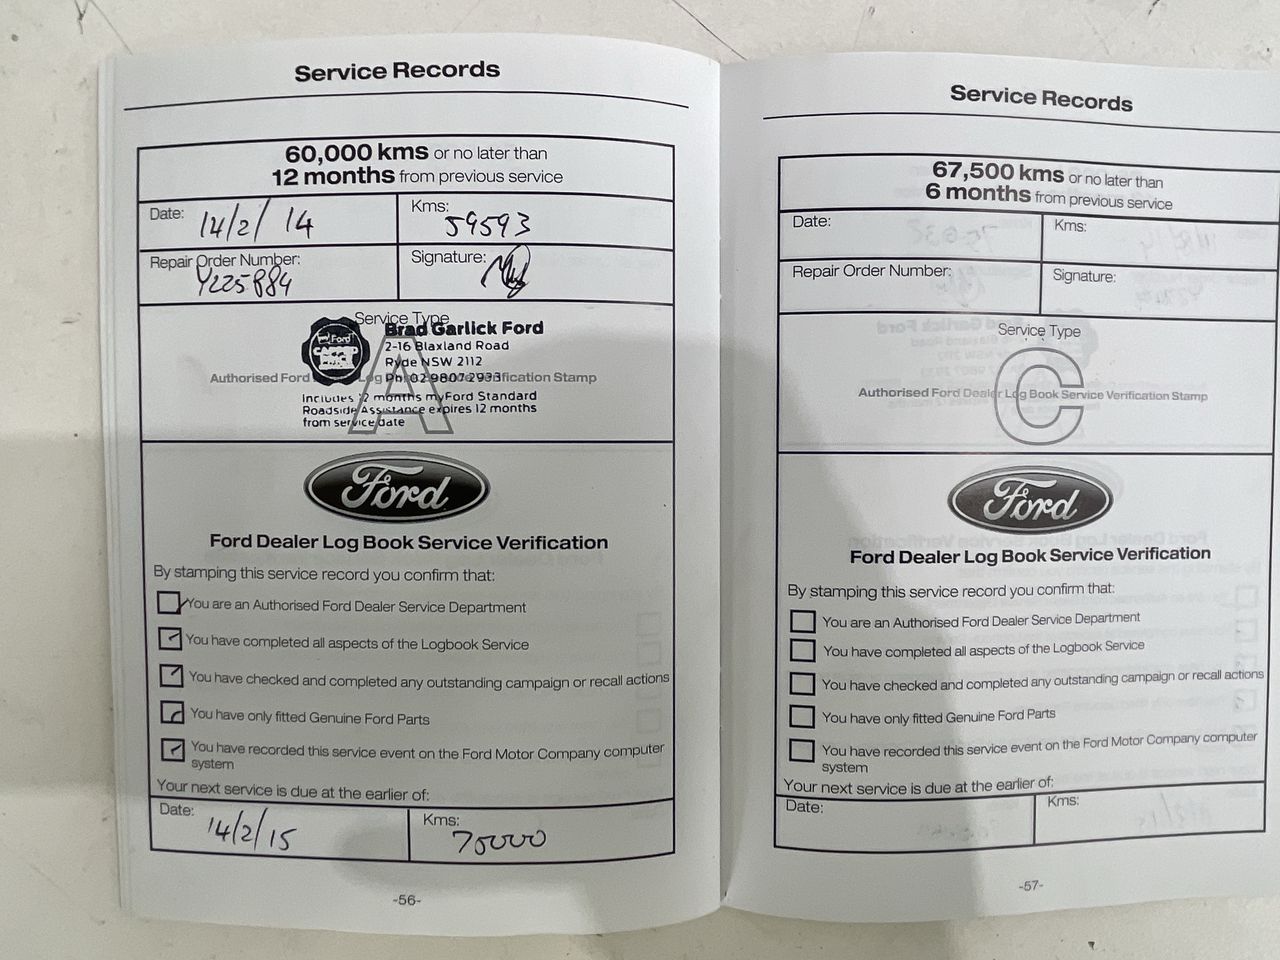 Service Records
60,000 kms or no later than
12 months from previous service
Date: 14/2/14
Kms: 59593
Repair Order Number:
Signature:
Service Type
Brad Garlick Ford
2-16 Blaxland Road
Ryde NSW 2112
Ph: 02 9807 2933
Authorised Ford Log Verification Stamp
Includes 12 months myFord Standard
Roadside Assistance expires 12 months
from service date
A
Ford
Ford
Ford Dealer Log Book Service Verification
By stamping this service record you confirm that:
You are an Authorised Ford Dealer Service Department
You have completed all aspects of the Logbook Service
You have checked and completed any outstanding campaign or recall actions
You have only fitted Genuine Ford Parts
You have recorded this service event on the Ford Motor Company computer
system
Your next service is due at the earlier of:
Date: 14/2/15
Kms: 75000
-56-
Service Records
67,500 kms or no later than
6 months from previous service
Date:
Kms:
Repair Order Number:
Signature:
Service Type
Authorised Ford Dealer Log Book Service Verification Stamp
C
Ford
Ford Dealer Log Book Service Verification
By stamping this service record you confirm that:
You are an Authorised Ford Dealer Service Department
You have completed all aspects of the Logbook Service
You have checked and completed any outstanding campaign or recall actions
You have only fitted Genuine Ford Parts
You have recorded this service event on the Ford Motor Company computer
system
Your next service is due at the earlier of:
Date:
Kms:
-57-